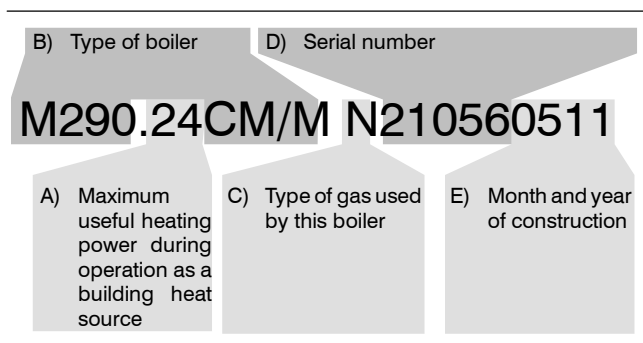 B) Type of boiler D) Serial number
M290.24CM/M N210560511
A) Maximum
useful heating
power during
operation as a
building heat
source
C) Type of gas used
by this boiler
E) Month and year
of construction